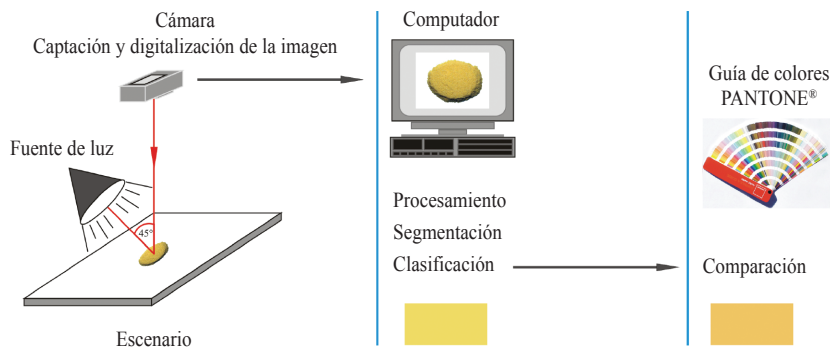 Cámara
Captación y digitalización de la imagen
Fuente de luz
45°
Escenario
Computador
Procesamiento
Segmentación
Clasificación
Guía de colores
PANTONE®
Comparación